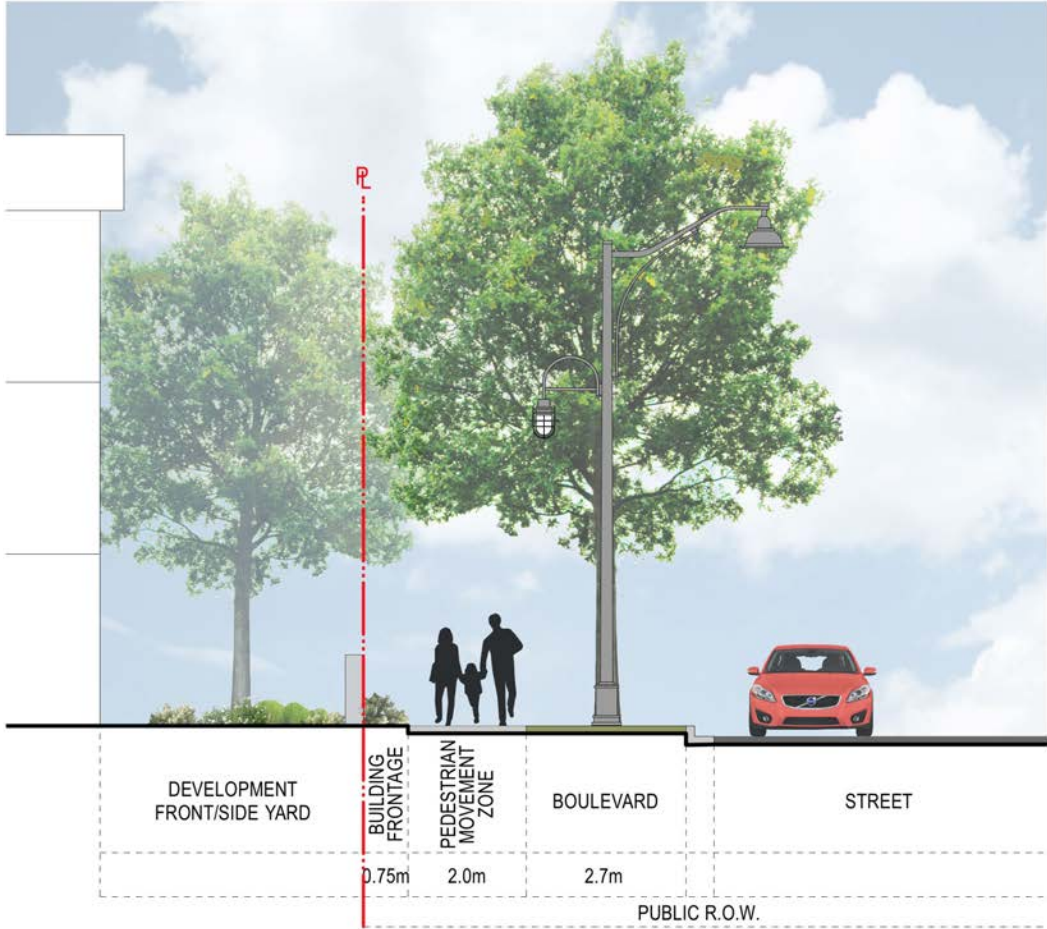 PL
DEVELOPMENT
FRONT/SIDE YARD
BUILDING
FRONTAGE
PEDESTRIAN
MOVEMENT
ZONE
BOULEVARD
STREET
0.75m
2.0m
2.7m
PUBLIC R.O.W.